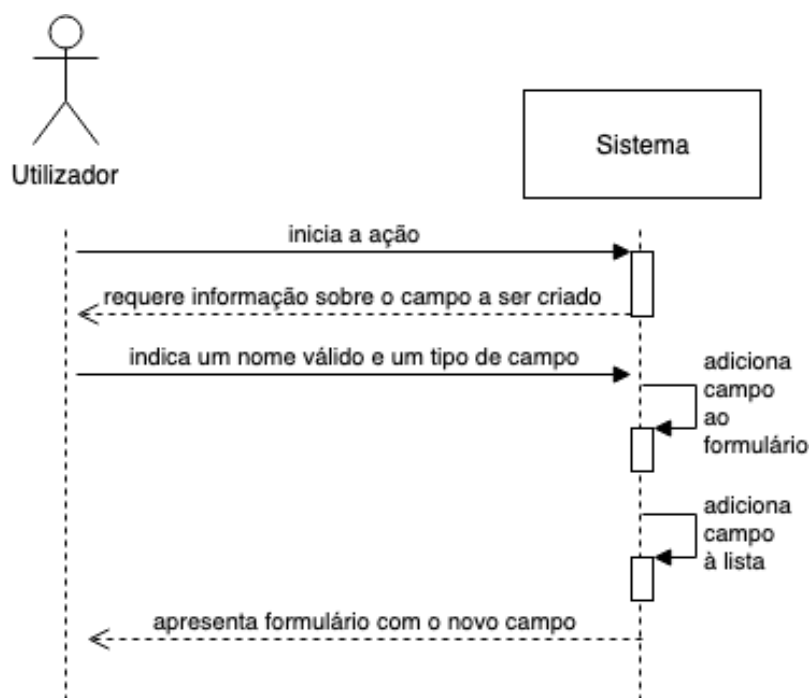 Utilizador
Sistema
inicia a ação
requere informação sobre o campo a ser criado
indica um nome válido e um tipo de campo
adiciona
campo
ao
formulário
adiciona
campo
à lista
apresenta formulário com o novo campo